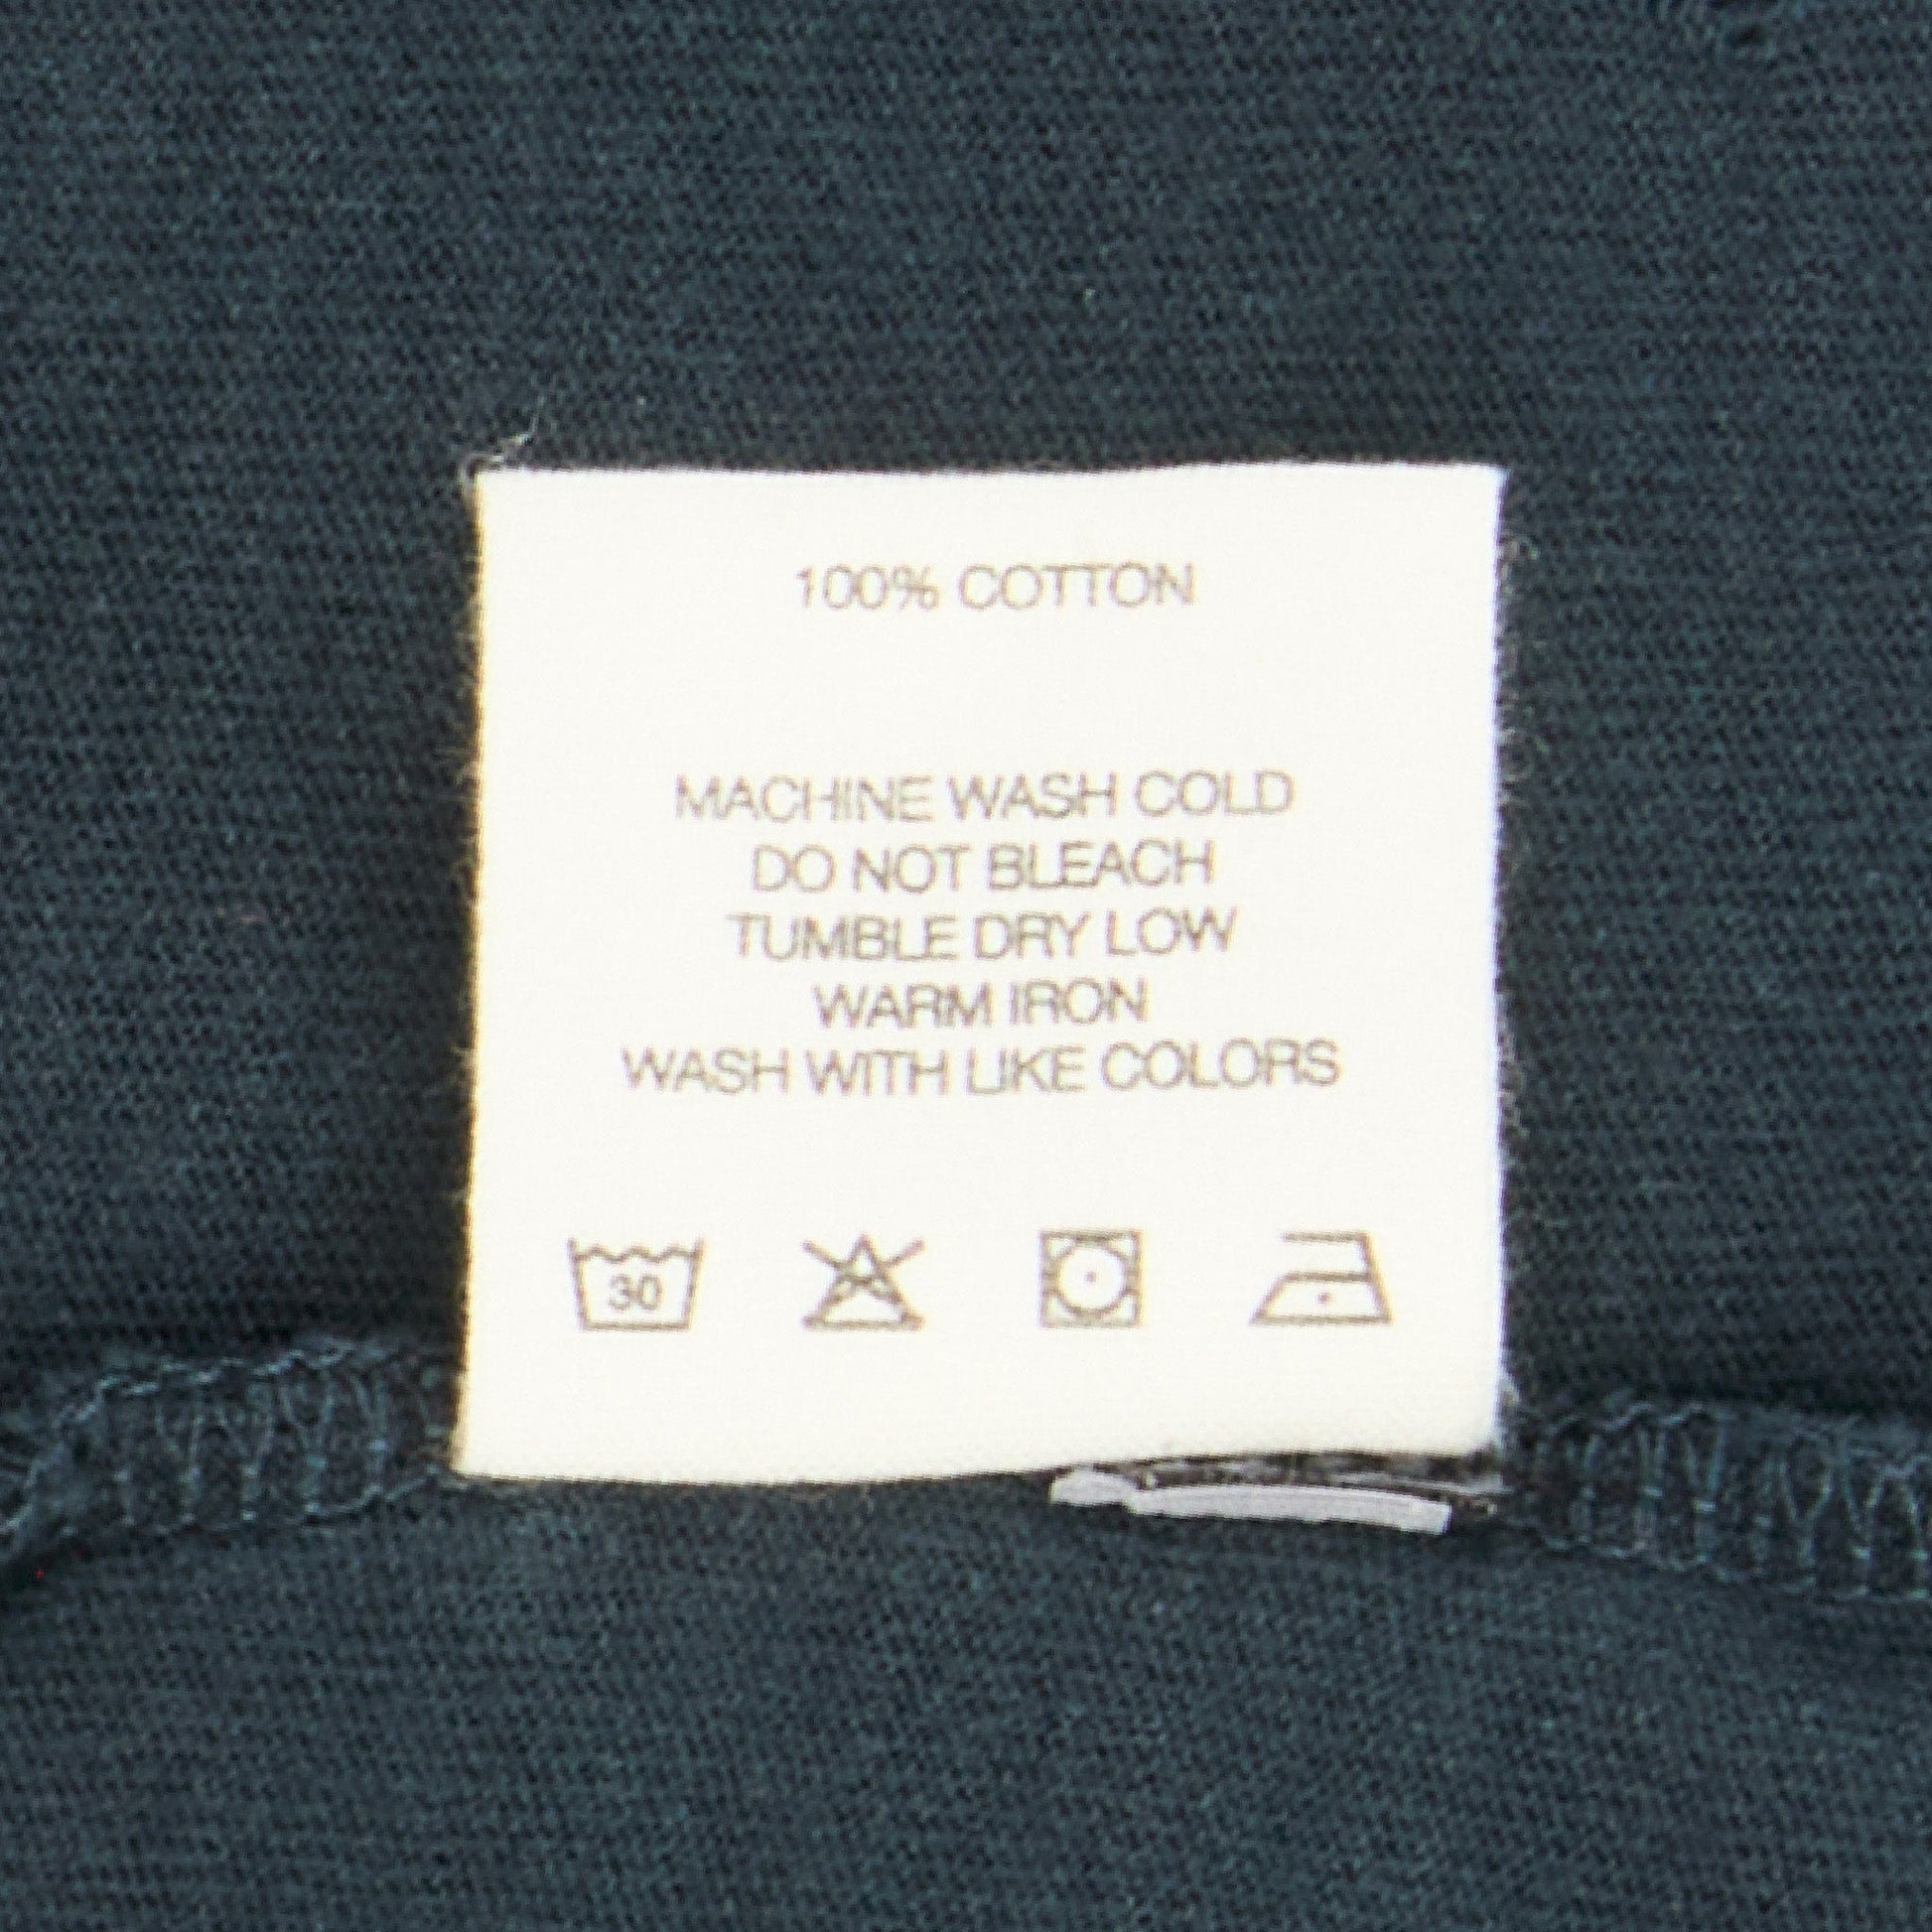 100% COTTON
MACHINE WASH COLD
DO NOT BLEACH
TUMBLE DRY LOW
WARM IRON
WASH WITH LIKE COLORS
30